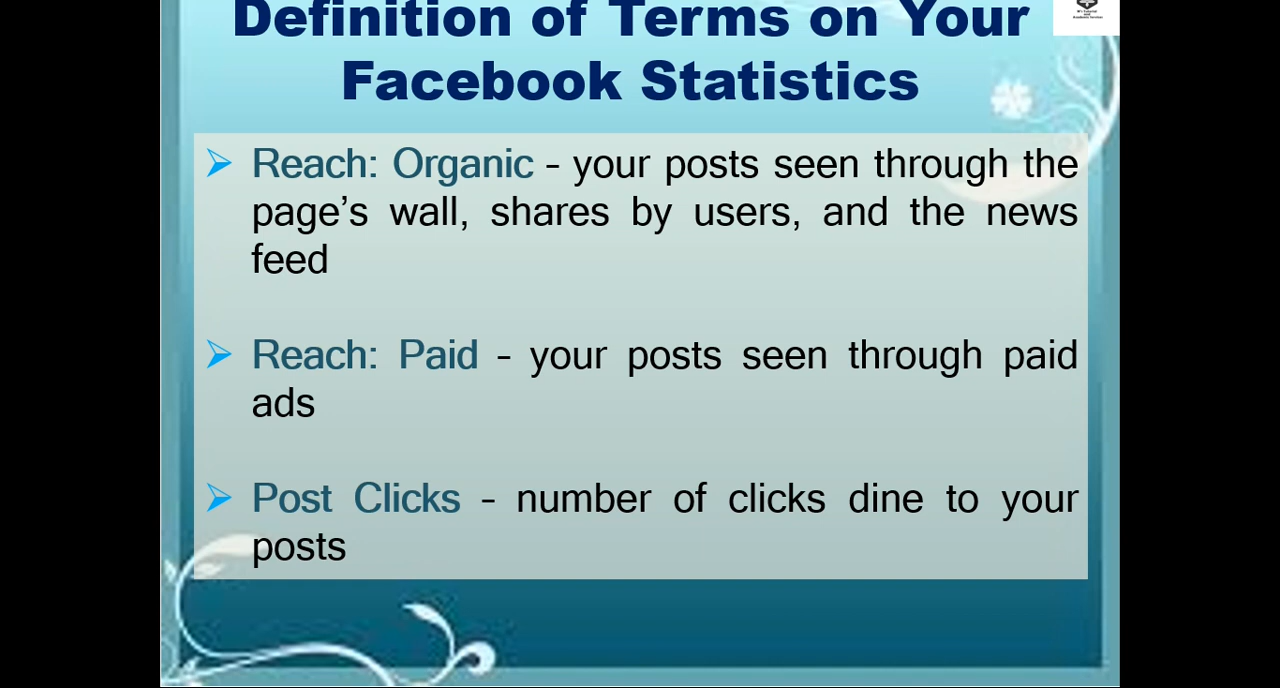 Definition of Terms on Your
Facebook Statistics
➢ Reach: Organic – your posts seen through the
page’s wall, shares by users, and the news
feed
➢ Reach: Paid – your posts seen through paid
ads
➢ Post Clicks – number of clicks dine to your
posts